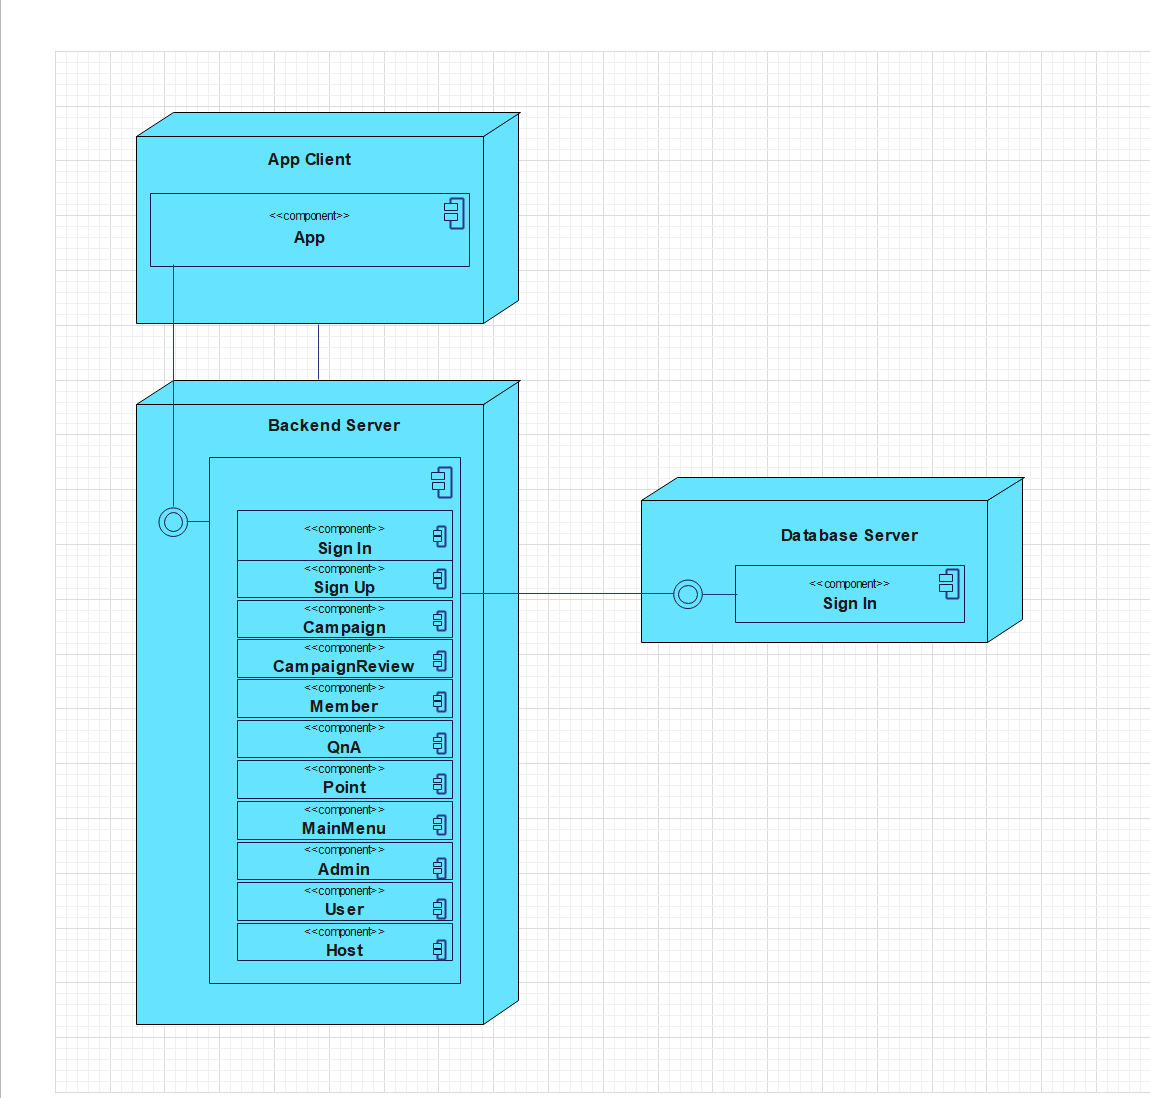 App Client
<<component>>
App
Backend Server
<<component>>
Sign In
<<component>>
Sign Up
<<component>>
Campaign
<<component>>
CampaignReview
<<component>>
Member
<<component>>
QnA
<<component>>
Point
<<component>>
MainMenu
<<component>>
Admin
<<component>>
User
<<component>>
Host
Database Server
<<component>>
Sign In